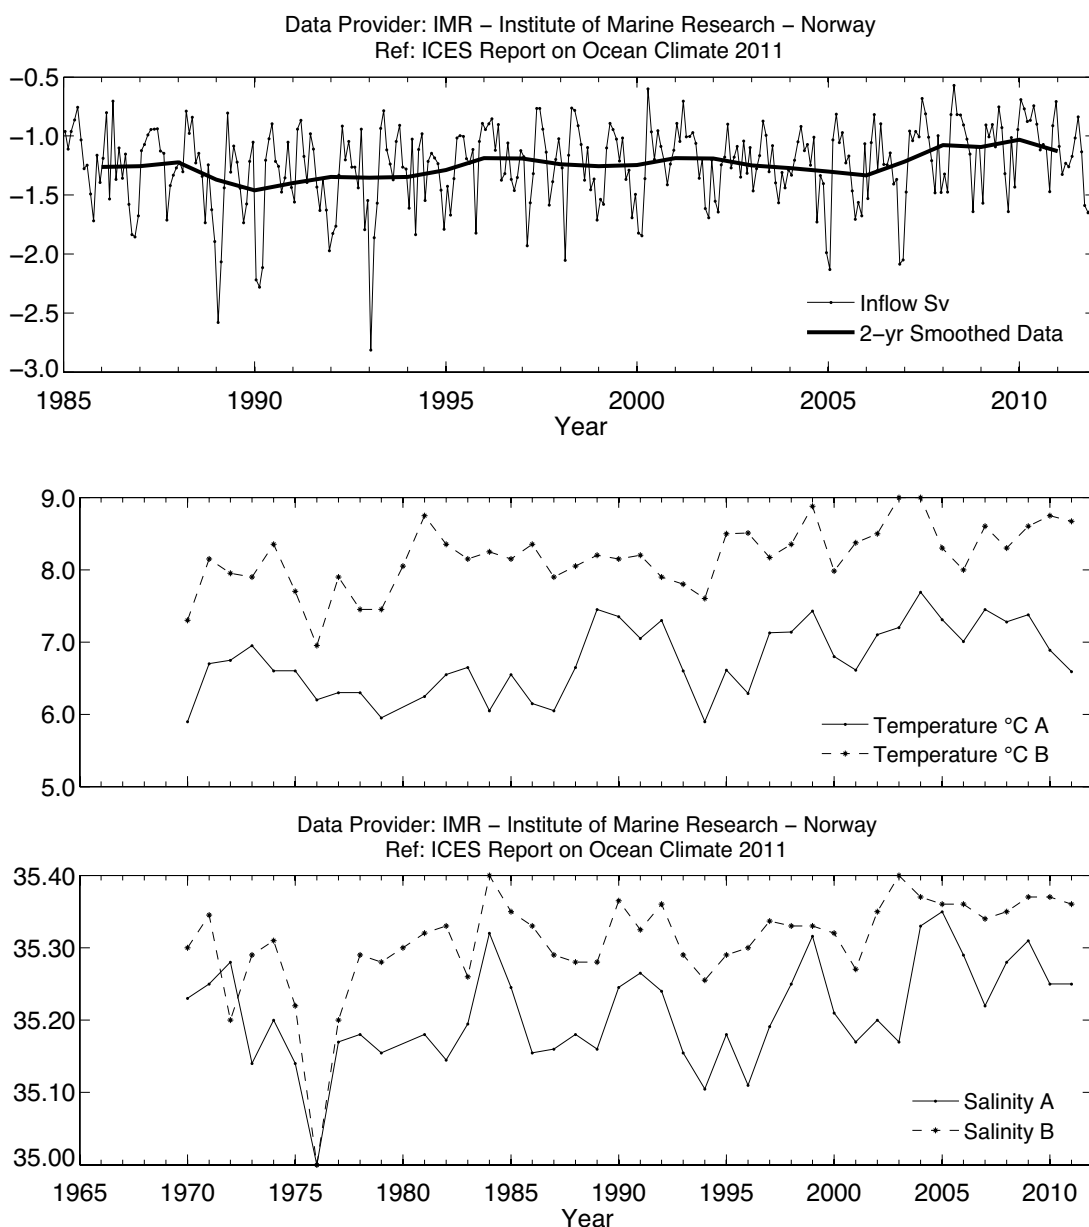 Data Provider: IMR − Institute of Marine Research − Norway
Ref: ICES Report on Ocean Climate 2011
−0.5
−1.0
−1.5
−2.0
−2.5
−3.0
Inflow Sv
2−yr Smoothed Data
1985 1990 1995 2000 2005 2010
Year
9.0
8.0
7.0
6.0
5.0
Temperature °C A
Temperature °C B
Data Provider: IMR − Institute of Marine Research − Norway
Ref: ICES Report on Ocean Climate 2011
35.40
35.30
35.20
35.10
35.00
Salinity A
Salinity B
1965 1970 1975 1980 1985 1990 1995 2000 2005 2010
Year